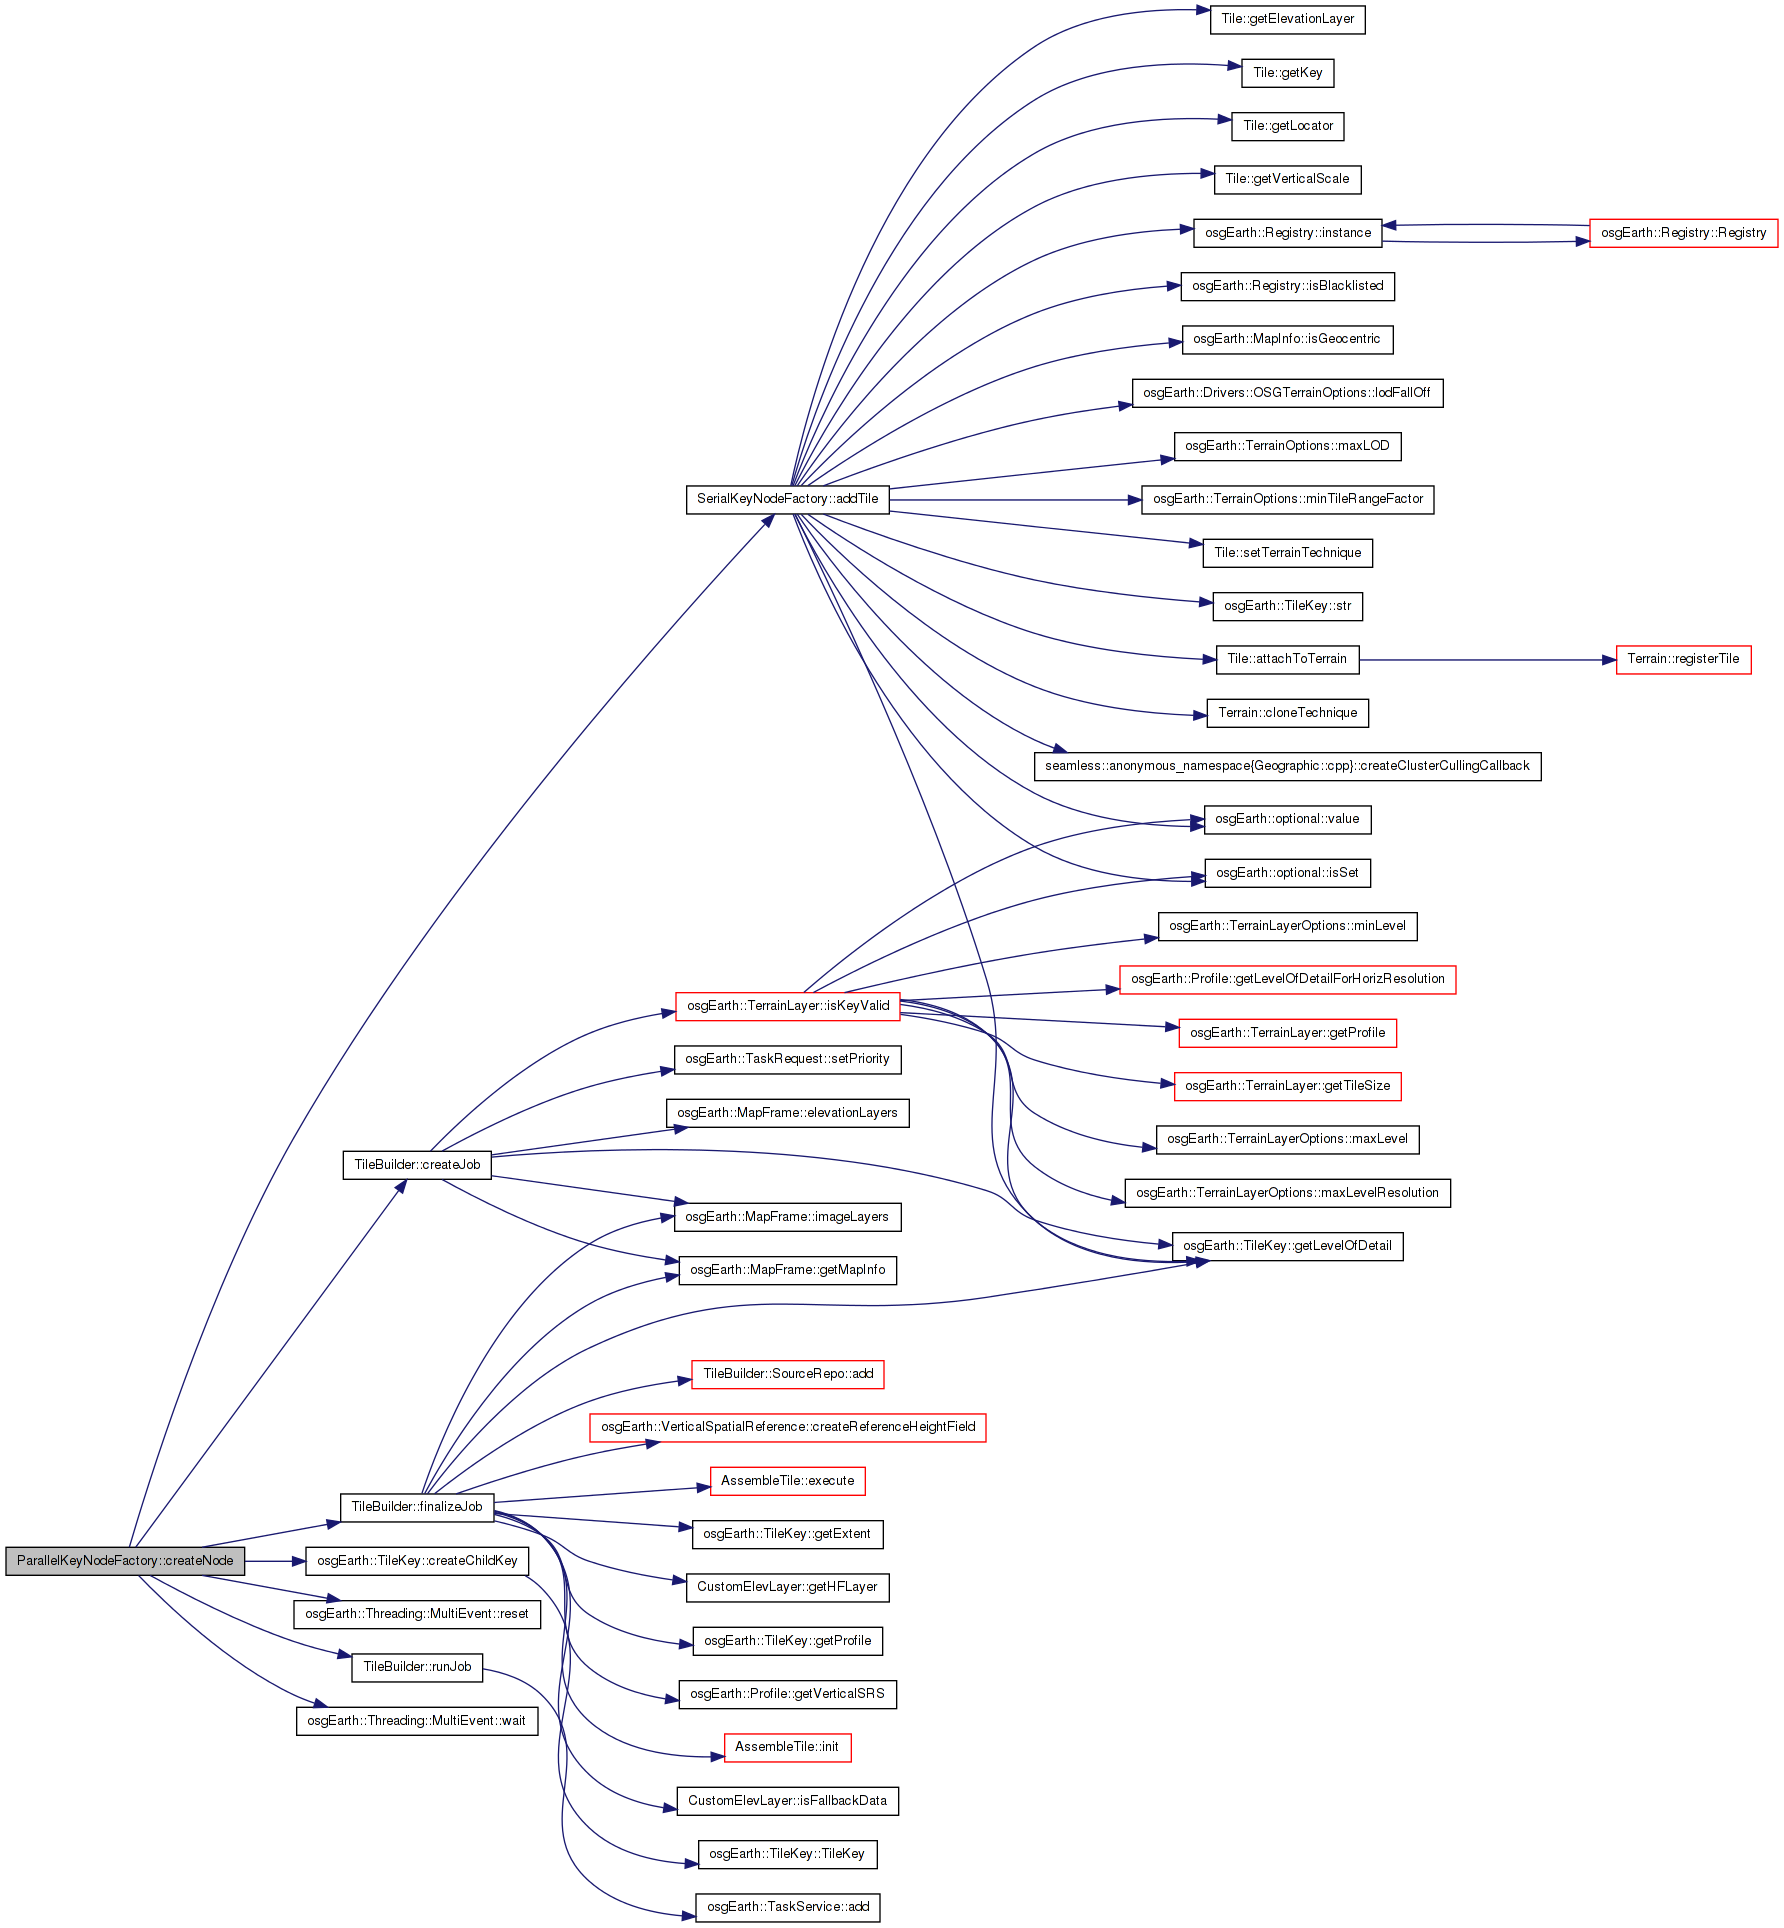 Tile::getElevationLayer
Tile::getKey
Tile::getLocator
Tile::getVerticalScale
osgEarth::Registry::instance
osgEarth::Registry::Registry
osgEarth::Registry::isBlacklisted
osgEarth::MapInfo::isGeocentric
osgEarth::Drivers::OSGTerrainOptions::lodFallOff
osgEarth::TerrainOptions::maxLOD
SerialKeyNodeFactory::addTile
osgEarth::TerrainOptions::minTileRangeFactor
Tile::setTerrainTechnique
osgEarth::TileKey::str
Tile::attachToTerrain
Terrain::registerTile
Terrain::cloneTechnique
seamless::anonymous_namespace{Geographic::cpp}::createClusterCullingCallback
osgEarth::optional::value
osgEarth::optional::isSet
osgEarth::TerrainLayerOptions::minLevel
osgEarth::Profile::getLevelOfDetailForHorizResolution
osgEarth::TerrainLayer::isKeyValid
osgEarth::TerrainLayer::getProfile
osgEarth::TaskRequest::setPriority
osgEarth::TerrainLayer::getTileSize
osgEarth::MapFrame::elevationLayers
osgEarth::TerrainLayerOptions::maxLevel
TileBuilder::createJob
osgEarth::TerrainLayerOptions::maxLevelResolution
osgEarth::MapFrame::imageLayers
osgEarth::TileKey::getLevelOfDetail
osgEarth::MapFrame::getMapInfo
TileBuilder::SourceRepo::add
osgEarth::VerticalSpatialReference::createReferenceHeightField
AssembleTile::execute
TileBuilder::finalizeJob
osgEarth::TileKey::getExtent
ParallelKeyNodeFactory::createNode
osgEarth::TileKey::createChildKey
CustomElevLayer::getHFLayer
osgEarth::Threading::MultiEvent::reset
osgEarth::TileKey::getProfile
TileBuilder::runJob
osgEarth::Profile::getVerticalSRS
osgEarth::Threading::MultiEvent::wait
AssembleTile::init
CustomElevLayer::isFallbackData
osgEarth::TileKey::TileKey
osgEarth::TaskService::add